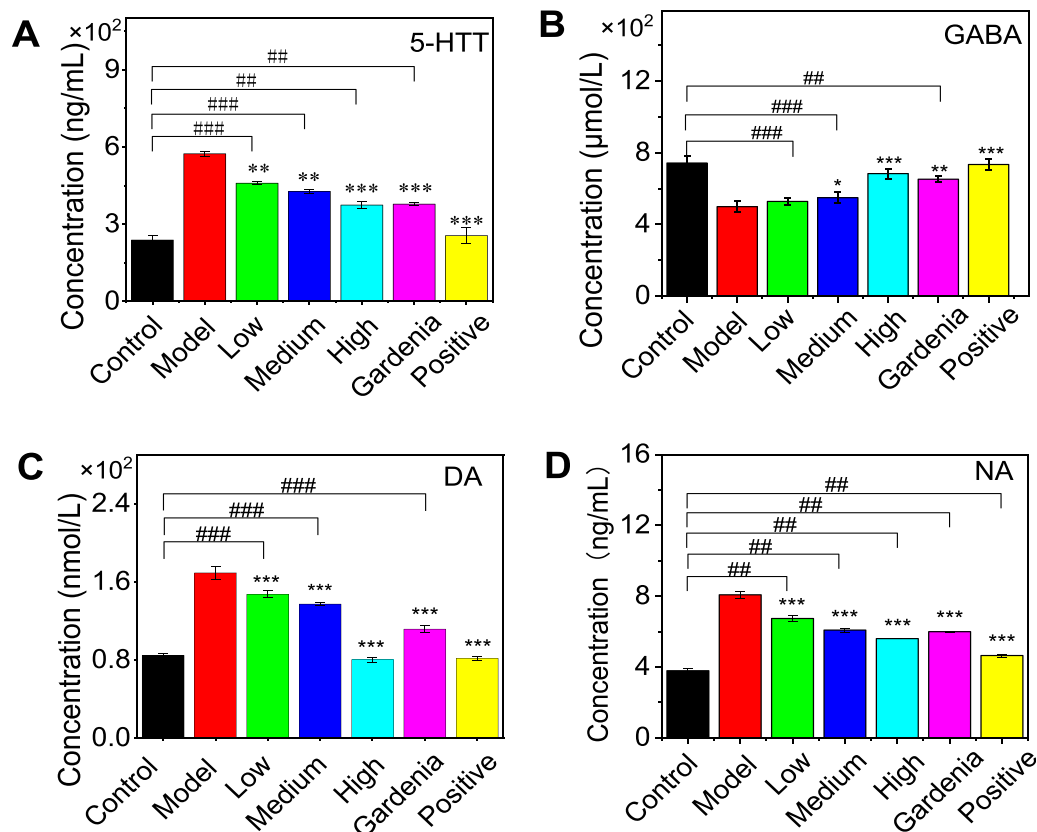 A
×10²
5-HTT
Concentration (ng/mL)
9
6
3
0
##
##
###
###
**
**
***
***
***
Control
Model
Low
Medium
High
Gardenia
Positive
B
×10²
GABA
Concentration (μmol/L)
12
8
4
0
##
###
###
*
***
**
***
Control
Model
Low
Medium
High
Gardenia
Positive
C
×10²
DA
Concentration (nmol/L)
2.4
1.6
0.8
0.0
###
###
###
***
***
***
***
***
Control
Model
Low
Medium
High
Gardenia
Positive
D
NA
Concentration (ng/mL)
16
12
8
4
0
##
##
##
##
##
***
***
***
***
***
Control
Model
Low
Medium
High
Gardenia
Positive